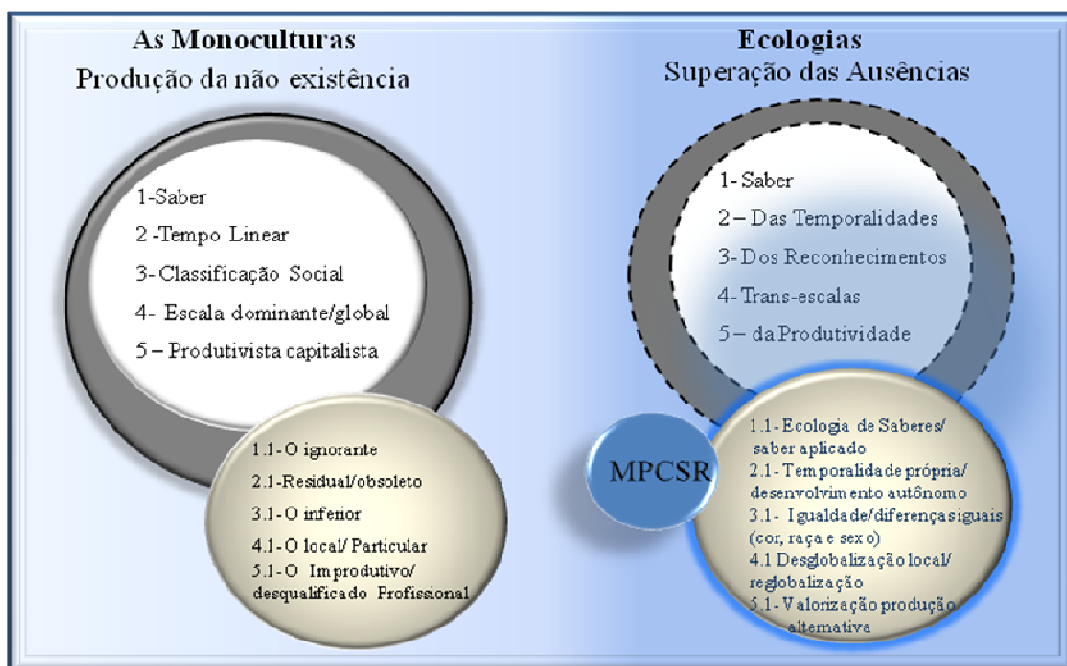 As Monoculturas
Produção da não existência
1-Saber
2 -Tempo Linear
3- Classificação Social
4- Escala dominante/global
5 – Produtivista capitalista
1.1- O ignorante
2.1-Residual/obsoleto
3.1- O inferior
4.1- O local/ Particular
5.1- O Improdutivo/
desqualificado Profissional
Ecologias
Superação das Ausências
1- Saber
2 – Das Temporalidades
3- Dos Reconhecimentos
4- Trans-escalas
5 – da Produtividade
MPCSR
1.1- Ecologia de Saberes/
saber aplicado
2.1- Temporalidade própria/
desenvolvimento autônomo
3.1- Igualdade/diferenças iguais
(cor, raça e sexo)
4.1 Desglobalização local/
reglobalização
5.1- Valorização produção
alternativa